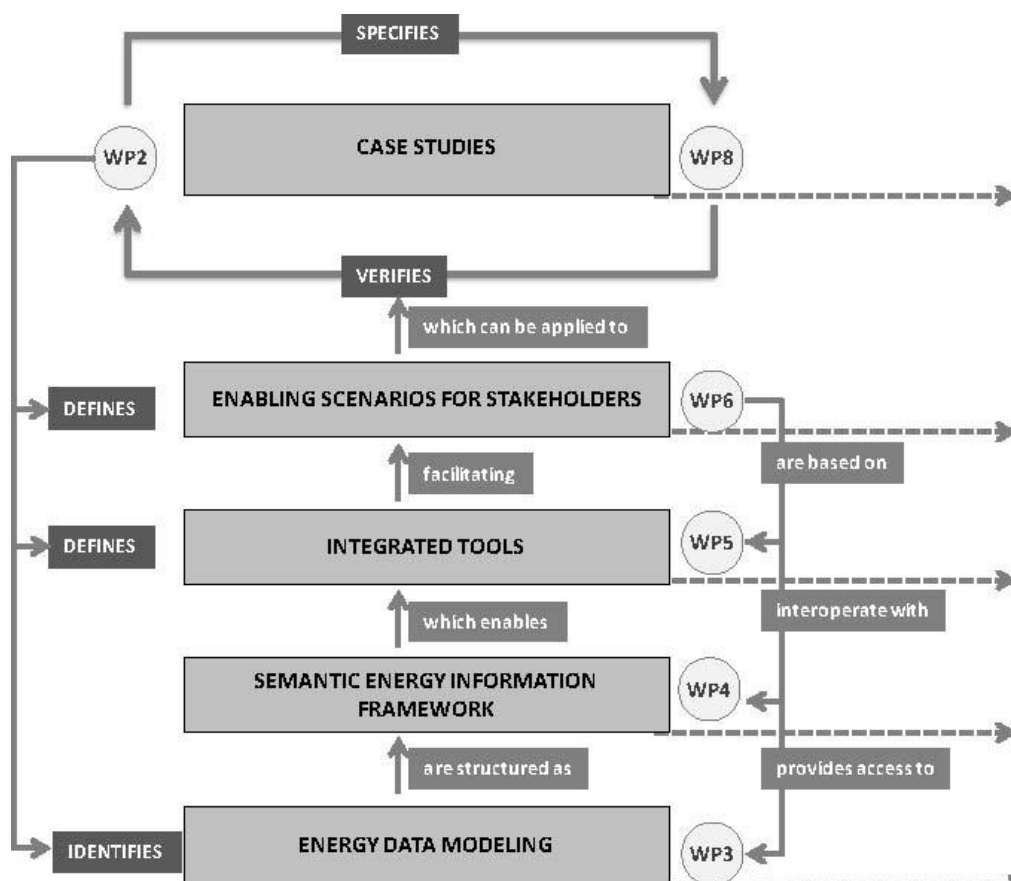 SPECIFIES
WP2
CASE STUDIES
WP8
VERIFIES
which can be applied to
DEFINES
ENABLING SCENARIOS FOR STAKEHOLDERS
WP6
are based on
facilitating
DEFINES
INTEGRATED TOOLS
WP5
which enables
interoperate with
SEMANTIC ENERGY INFORMATION
FRAMEWORK
WP4
are structured as
provides access to
IDENTIFIES
ENERGY DATA MODELING
WP3